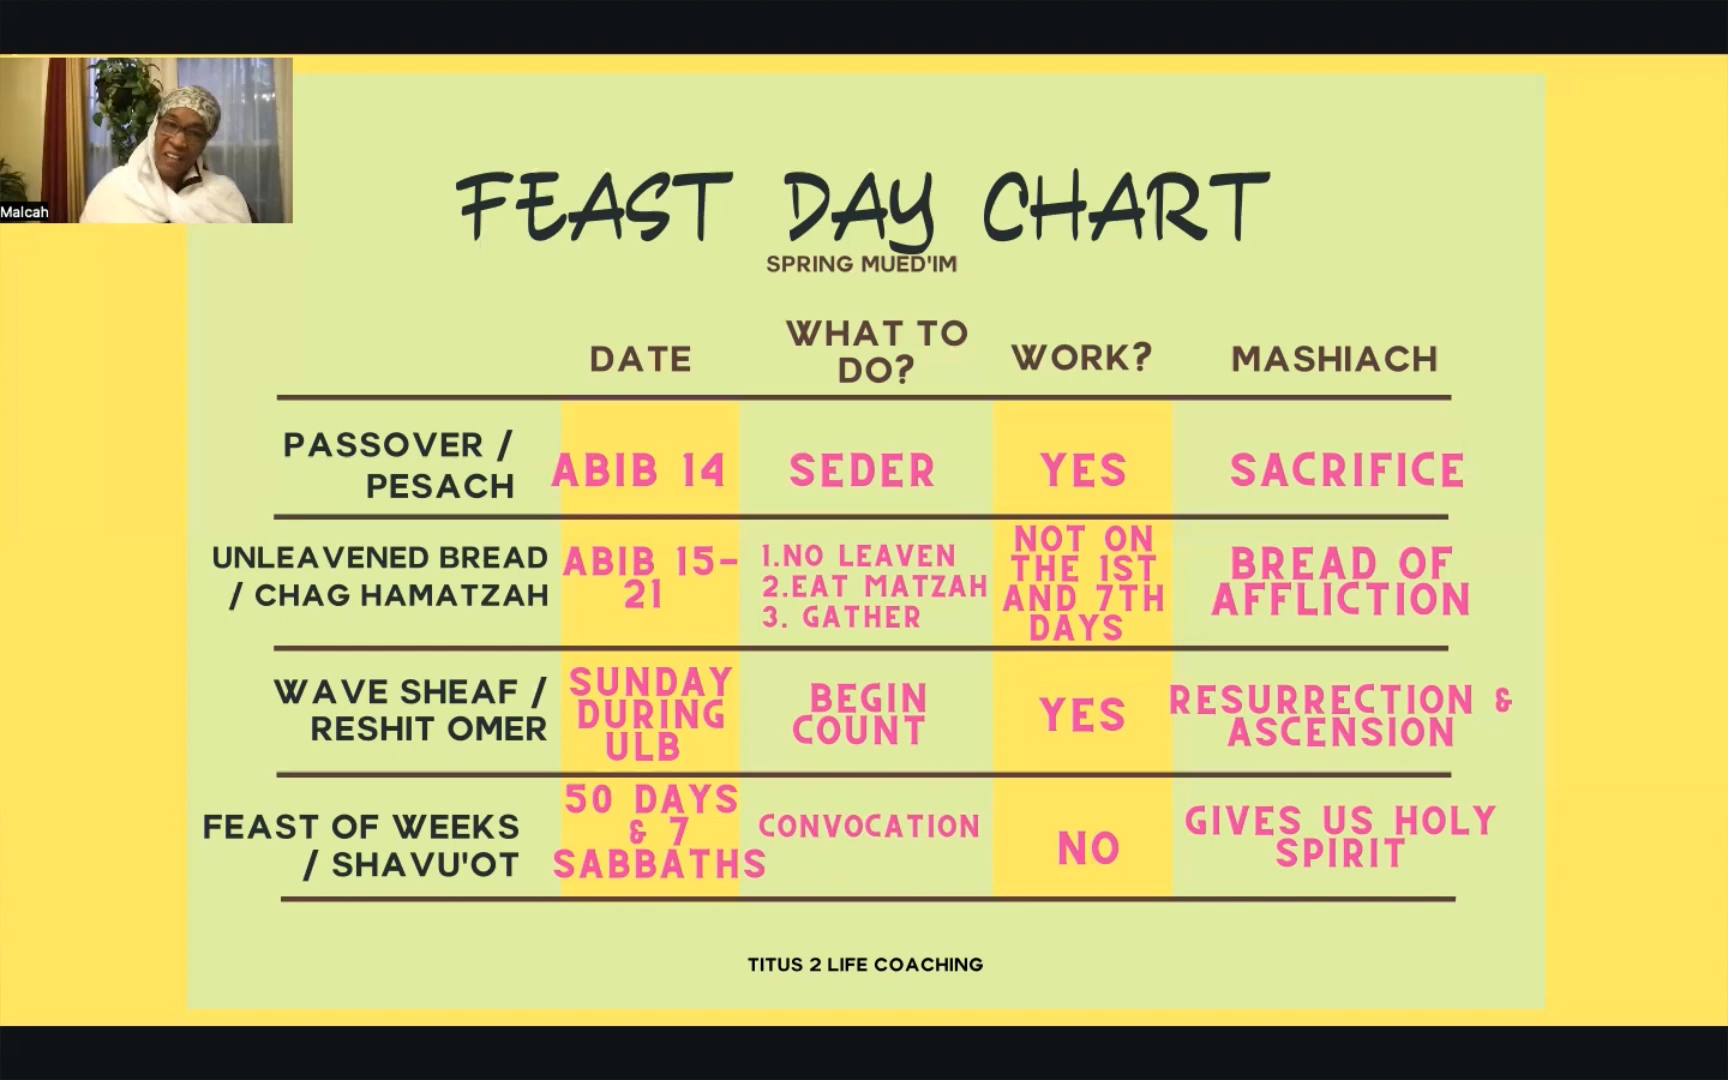 Malcah
FEAST DAY CHART
SPRING MUED'IM
DATE
WHAT TO
DO?
WORK?
MASHIACH
PASSOVER /
PESACH
ABIB 14
SEDER
YES
SACRIFICE
UNLEAVENED BREAD
/ CHAG HAMATZAH
ABIB 15-
21
1.NO LEAVEN
2.EAT MATZAH
3. GATHER
NOT ON
THE 1ST
AND 7TH
DAYS
BREAD OF
AFFLICTION
WAVE SHEAF /
RESHIT OMER
SUNDAY
DURING
ULB
BEGIN
COUNT
YES
RESURRECTION &
ASCENSION
FEAST OF WEEKS
/ SHAVU'OT
50 DAYS
& 7
SABBATHS
CONVOCATION
NO
GIVES US HOLY
SPIRIT
TITUS 2 LIFE COACHING